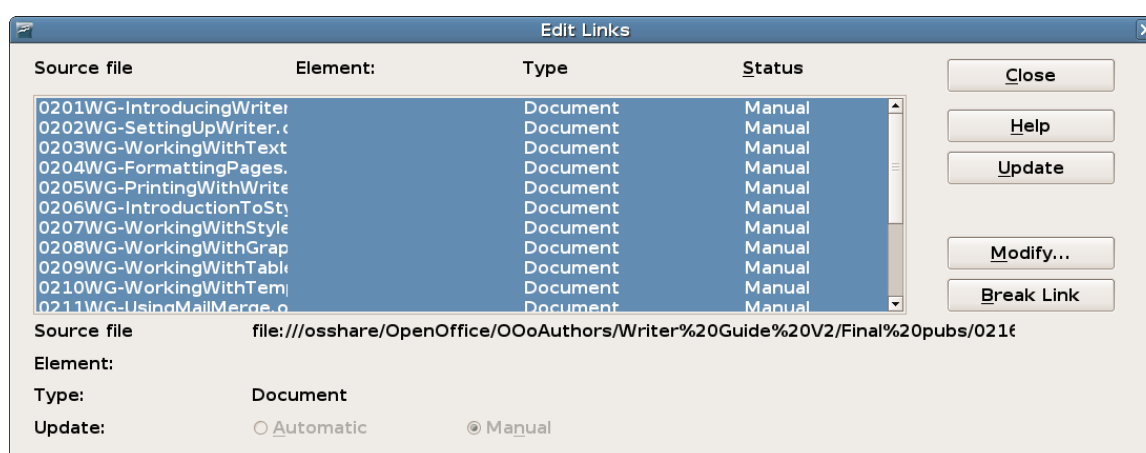 Edit Links
Source file Element: Type Status
0201WG-IntroducingWriter Document Manual
0202WG-SettingUpWriter. Document Manual
0203WG-WorkingWithText Document Manual
0204WG-FormattingPages. Document Manual
0205WG-PrintingWithWrite Document Manual
0206WG-IntroductionToSty Document Manual
0207WG-WorkingWithStyle Document Manual
0208WG-WorkingWithGrap Document Manual
0209WG-WorkingWithTabl Document Manual
0210WG-WorkingWithTem Document Manual
0211WG-UsingMailMerge.o Document Manual
Close
Help
Update
Modify...
Break Link
Source file file:///osshare/OpenOffice/OOoAuthors/Writer%20Guide%20V2/Final%20pubs/0216
Element:
Type: Document
Update: Automatic Manual